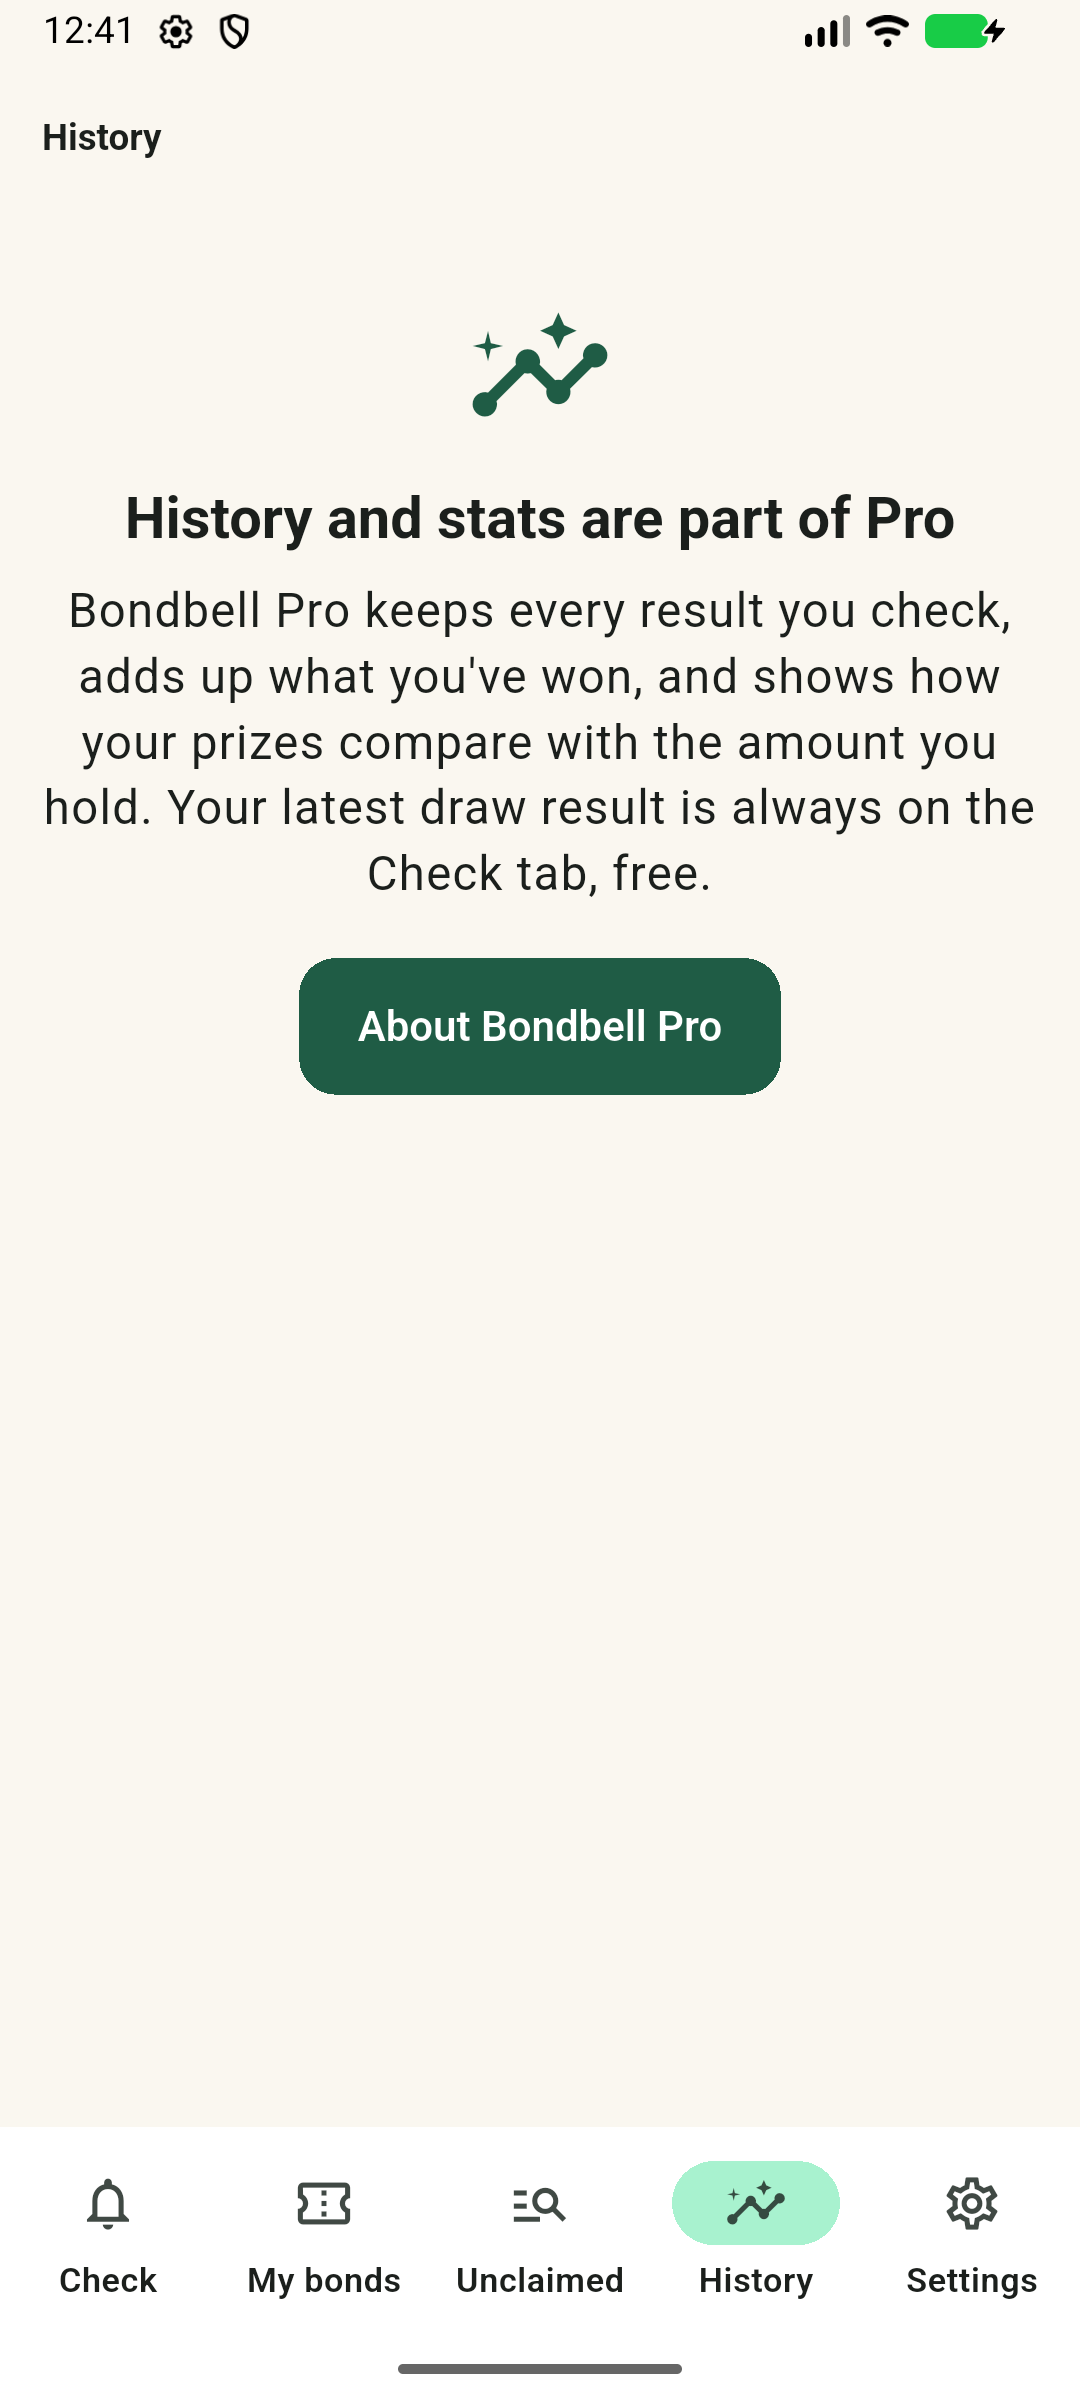 12:41
History
History and stats are part of Pro
Bondbell Pro keeps every result you check,
adds up what you've won, and shows how
your prizes compare with the amount you
hold. Your latest draw result is always on the
Check tab, free.
About Bondbell Pro
Check
My bonds
Unclaimed
History
Settings